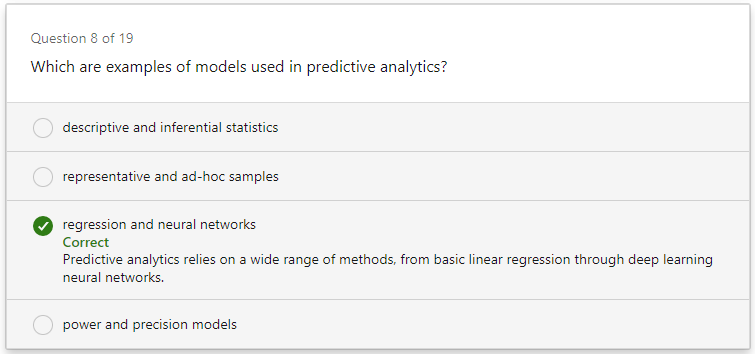 Question 8 of 19
Which are examples of models used in predictive analytics?
descriptive and inferential statistics
representative and ad-hoc samples
regression and neural networks
Correct
Predictive analytics relies on a wide range of methods, from basic linear regression through deep learning
neural networks.
power and precision models